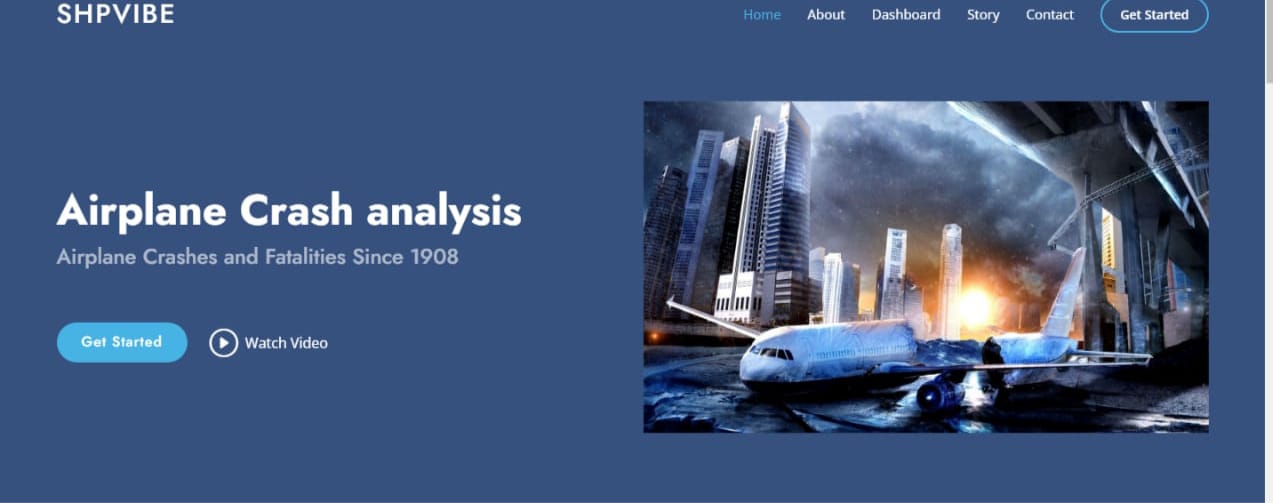 SHPVIBE
Home About Dashboard Story Contact Get Started
Airplane Crash analysis
Airplane Crashes and Fatalities Since 1908
Get Started Watch Video